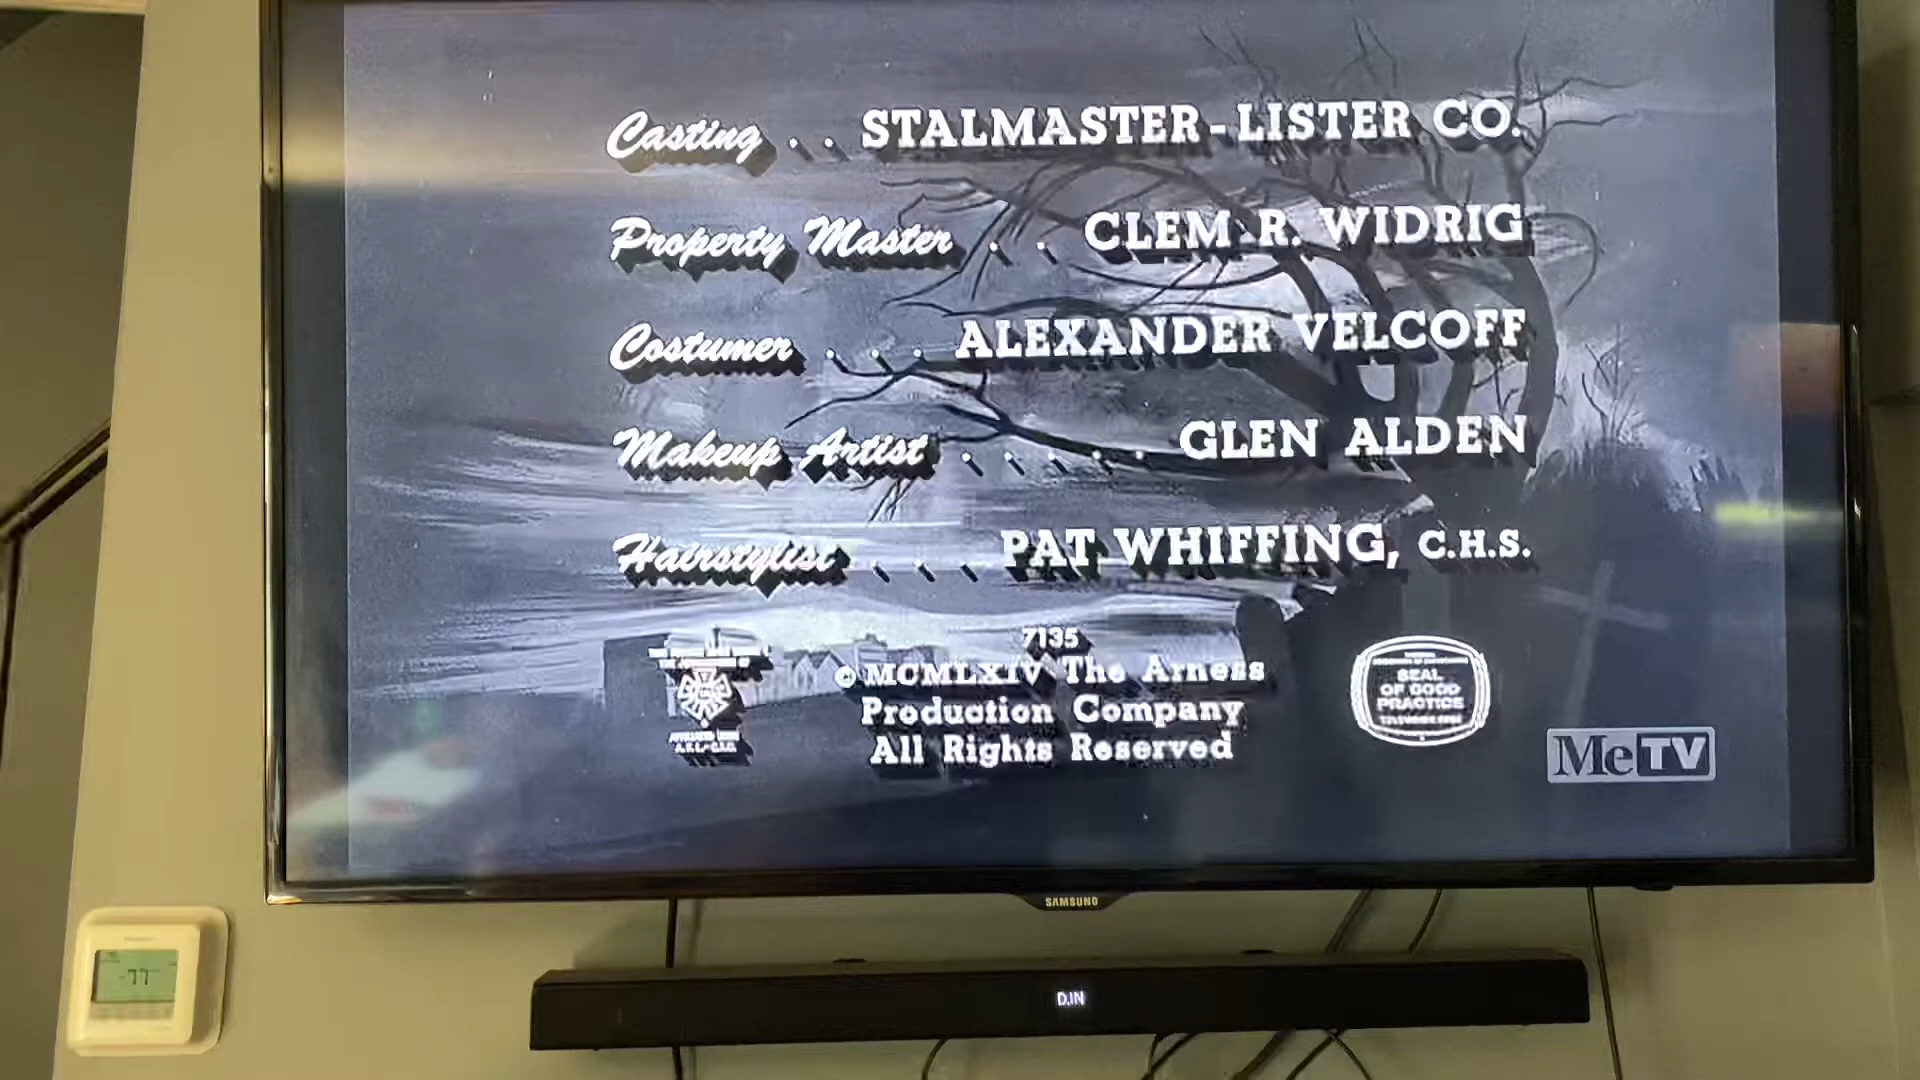 Casting . . STALMASTER-LISTER CO.
Property Master . . CLEM R. WIDRIG
Costumer . . . ALEXANDER VELCOFF
Makeup Artist . . . . . GLEN ALDEN
Hairstylist . . . PAT WHIFFING, C.H.S.
7135
© MCMLXIV The Arness
Production Company
All Rights Reserved
A.F.L.-C.I.O.
SEAL
OF GOOD
PRACTICE
MeTV
SAMSUNG
77
D.IN